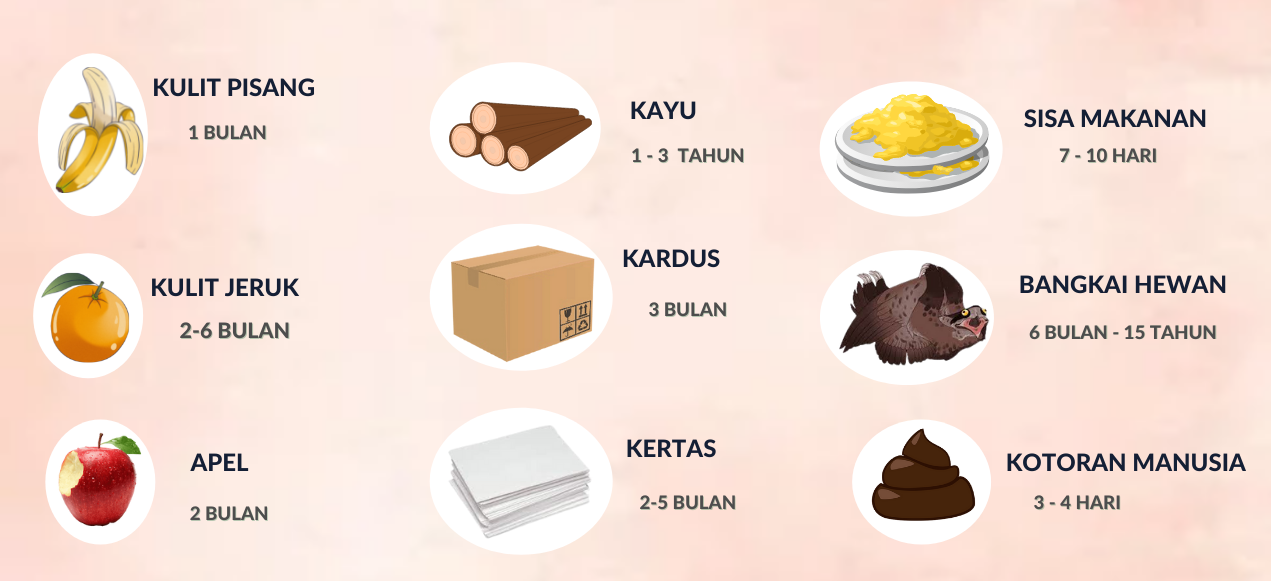 KULIT PISANG
1 BULAN
KULIT JERUK
2-6 BULAN
APEL
2 BULAN
KAYU
1 - 3 TAHUN
KARDUS
3 BULAN
KERTAS
2-5 BULAN
SISA MAKANAN
7 - 10 HARI
BANGKAI HEWAN
6 BULAN - 15 TAHUN
KOTORAN MANUSIA
3 - 4 HARI